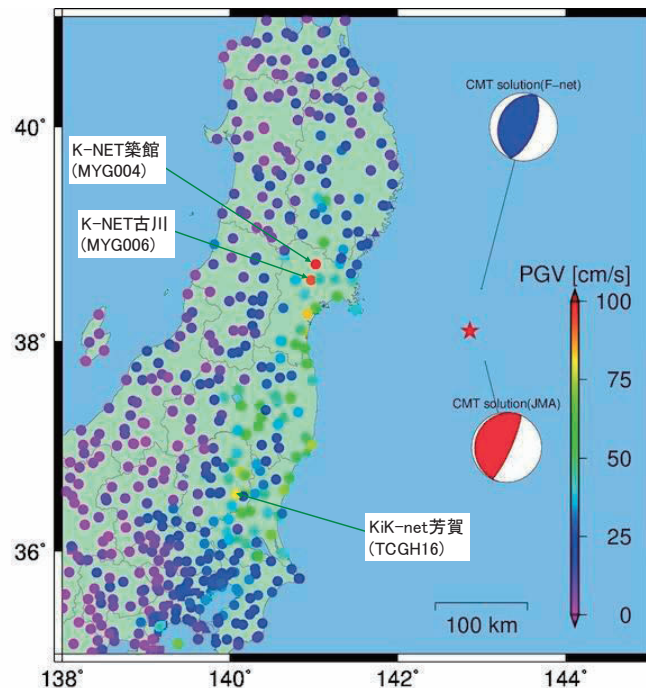 CMT solution(F-net)
40°
K-NET築館
(MYG004)
K-NET古川
(MYG006)
PGV [cm/s]
100
38°
75
CMT solution(JMA)
50
KiK-net芳賀
(TCGH16)
25
36°
100 km
0
138° 140° 142° 144°